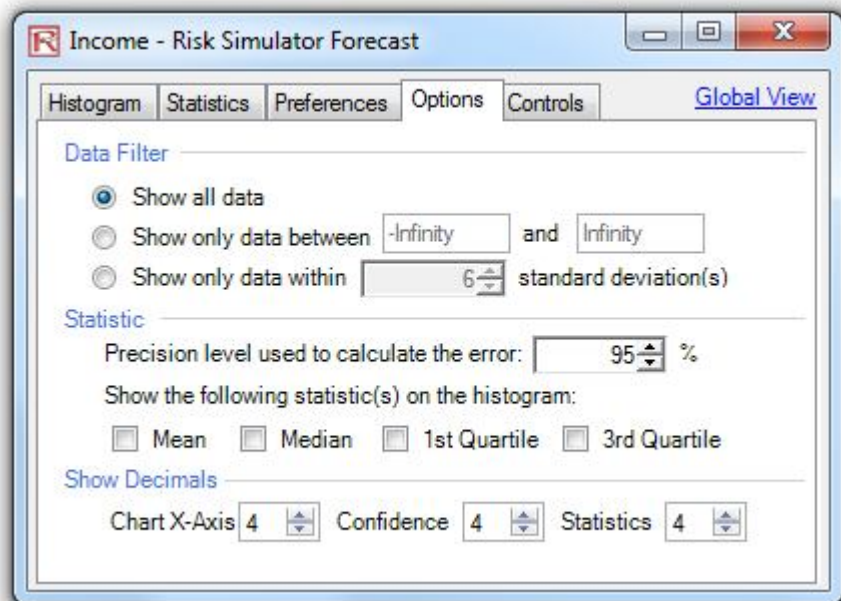 Income - Risk Simulator Forecast
Histogram Statistics Preferences Options Controls Global View
Data Filter
Show all data
Show only data between -Infinity and Infinity
Show only data within 6 standard deviation(s)
Statistic
Precision level used to calculate the error: 95 %
Show the following statistic(s) on the histogram:
Mean Median 1st Quartile 3rd Quartile
Show Decimals
Chart X-Axis 4 Confidence 4 Statistics 4